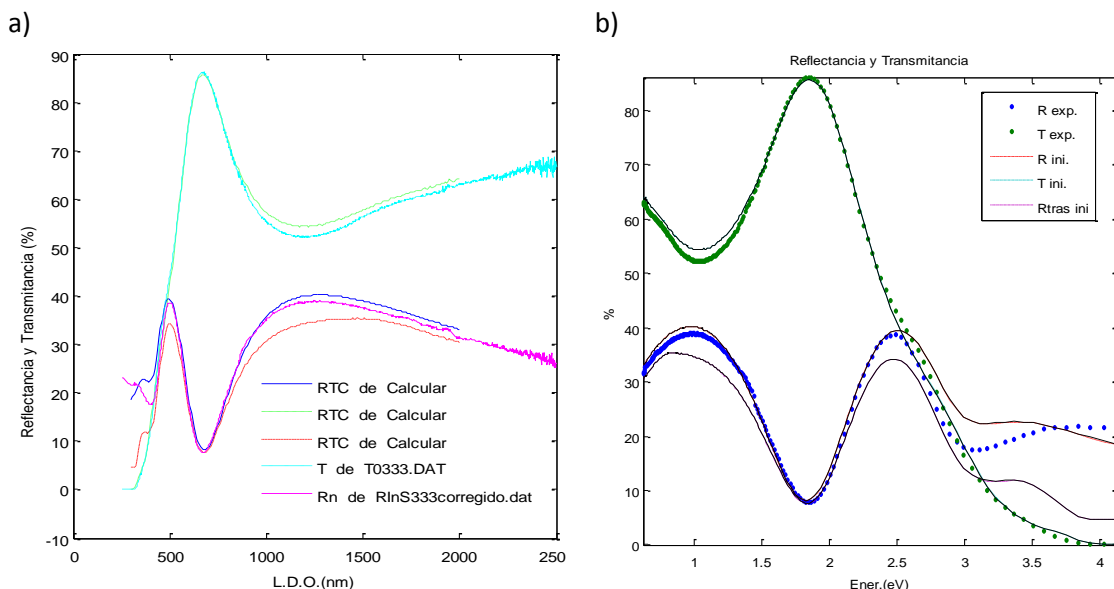 a)
90
80
70
60
50
40
30
20
10
0
-10
0
500
1000
1500
2000
250
Reflectancia y Transmitancia (%)
L.D.O.(nm)
RTC de Calcular
RTC de Calcular
RTC de Calcular
T de T0333.DAT
Rn de RInS333corregido.dat
b)
Reflectancia y Transmitancia
80
70
60
50
40
30
20
10
0
1
1.5
2
2.5
3
3.5
4
%
Ener.(eV)
R exp.
T exp.
R ini.
T ini.
Rtras ini